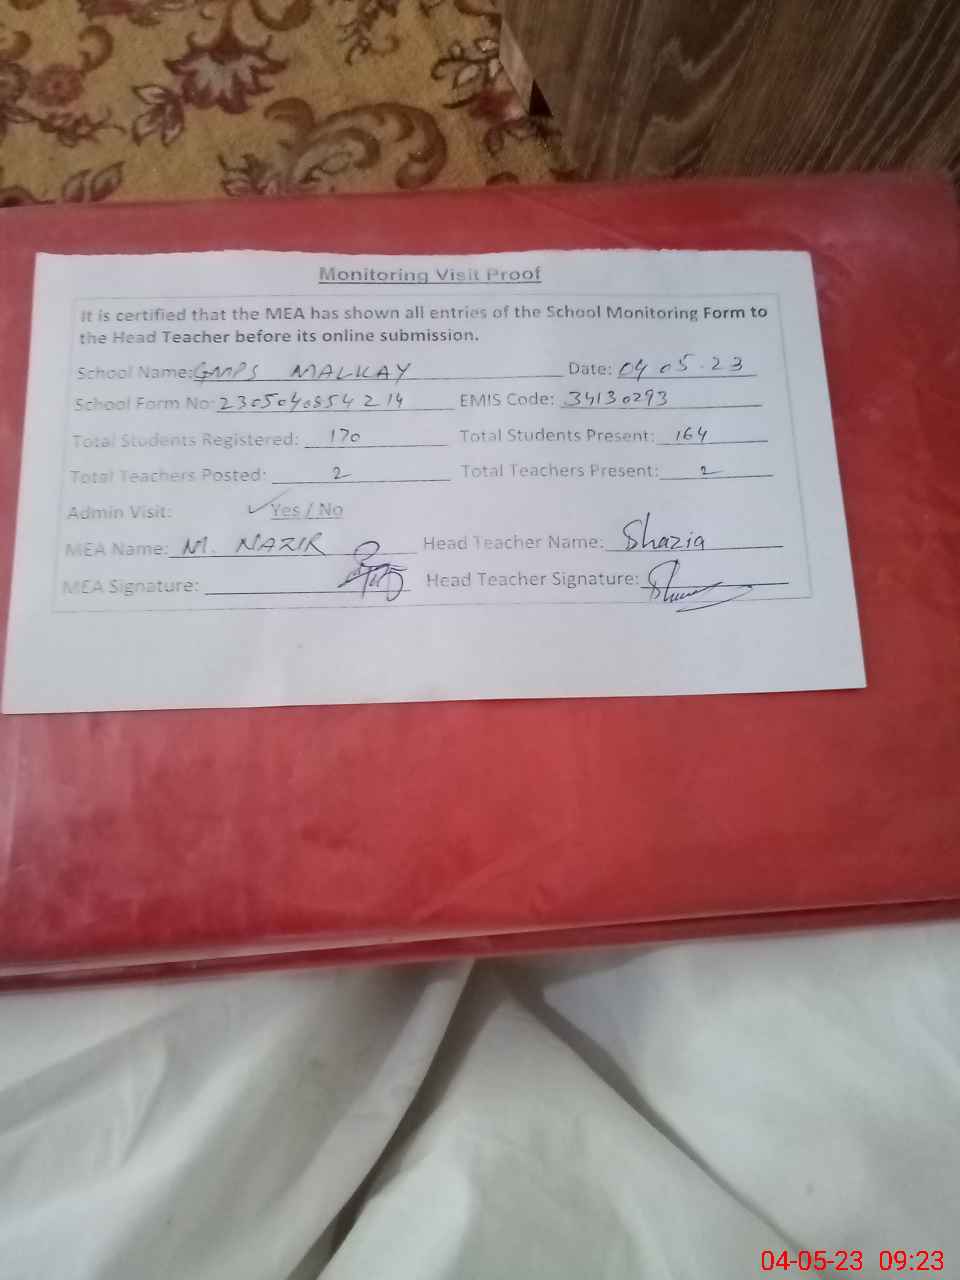 Monitoring Visit Proof
It is certified that the MEA has shown all entries of the School Monitoring Form to
the Head Teacher before its online submission.
School Name: GMPS MALKAY Date: 04 05.23
School Form No: 2305040854214 EMIS Code: 34130293
Total Students Registered: 170 Total Students Present: 164
Total Teachers Posted: 2 Total Teachers Present: 2
Admin Visit: ✓Yes / No
MEA Name: M. NAZIR Head Teacher Name: Shazia
MEA Signature: Head Teacher Signature:
04-05-23 09:23